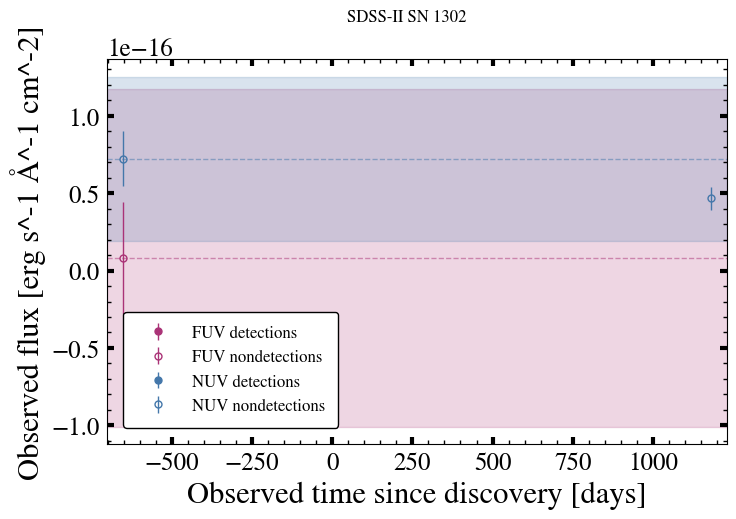 SDSS-II SN 1302
1e−16
Observed flux [erg s^-1 Å^-1 cm^-2]
1.0
0.5
0.0
−0.5
−1.0
FUV detections
FUV nondetections
NUV detections
NUV nondetections
−500 −250 0 250 500 750 1000
Observed time since discovery [days]